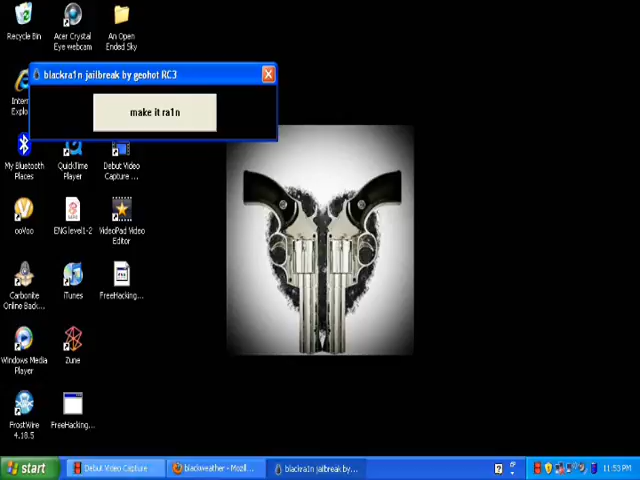 Recycle Bin
Acer Crystal
Eye webcam
An Open
Ended Sky
blackra1n jailbreak by geohot RC3
make it ra1n
My Bluetooth
Places
QuickTime
Player
Debut Video
Capture ...
ooVoo
ENG level1-2
VideoPad Video
Editor
Carbonite
Online Back...
iTunes
FreeHacking...
Windows Media
Player
Zune
FrostWire
4.18.5
FreeHacking...
start
Debut Video Capture ...
blackweather - Mozil...
blackra1n jailbreak by...
11:53 PM